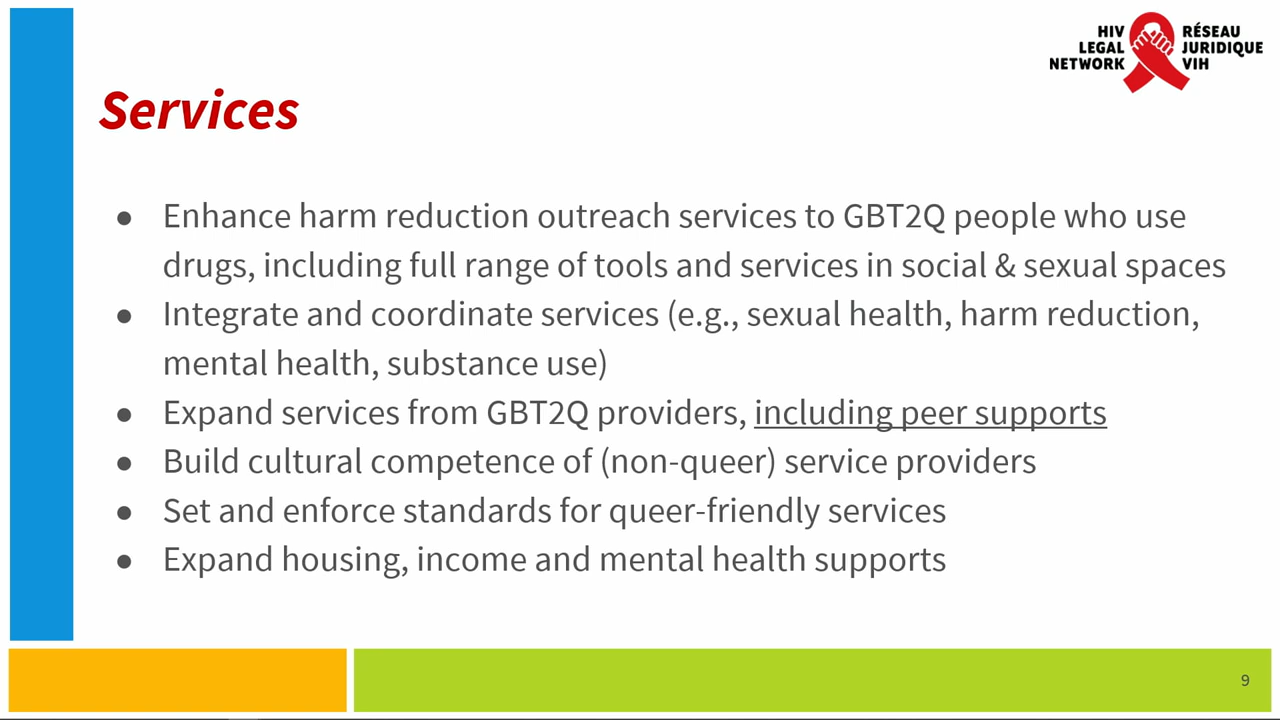 HIV LEGAL NETWORK
RÉSEAU JURIDIQUE VIH
Services
● Enhance harm reduction outreach services to GBT2Q people who use
drugs, including full range of tools and services in social & sexual spaces
● Integrate and coordinate services (e.g., sexual health, harm reduction,
mental health, substance use)
● Expand services from GBT2Q providers, including peer supports
● Build cultural competence of (non-queer) service providers
● Set and enforce standards for queer-friendly services
● Expand housing, income and mental health supports
9